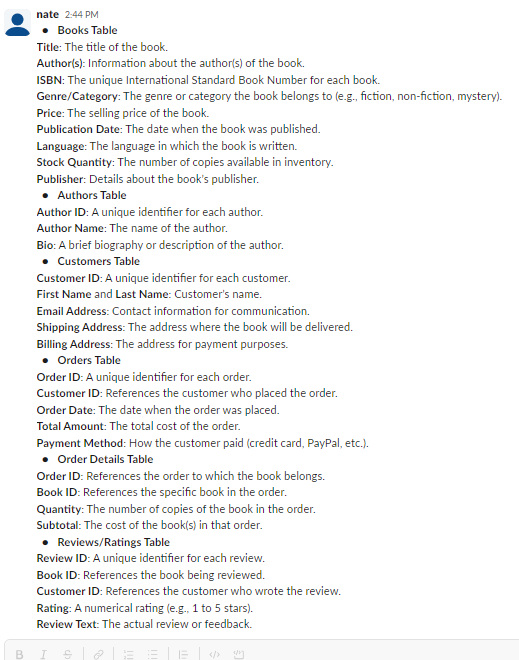 nate 2:44 PM
• Books Table
Title: The title of the book.
Author(s): Information about the author(s) of the book.
ISBN: The unique International Standard Book Number for each book.
Genre/Category: The genre or category the book belongs to (e.g., fiction, non-fiction, mystery).
Price: The selling price of the book.
Publication Date: The date when the book was published.
Language: The language in which the book is written.
Stock Quantity: The number of copies available in inventory.
Publisher: Details about the book's publisher.
• Authors Table
Author ID: A unique identifier for each author.
Author Name: The name of the author.
Bio: A brief biography or description of the author.
• Customers Table
Customer ID: A unique identifier for each customer.
First Name and Last Name: Customer's name.
Email Address: Contact information for communication.
Shipping Address: The address where the book will be delivered.
Billing Address: The address for payment purposes.
• Orders Table
Order ID: A unique identifier for each order.
Customer ID: References the customer who placed the order.
Order Date: The date when the order was placed.
Total Amount: The total cost of the order.
Payment Method: How the customer paid (credit card, PayPal, etc.).
• Order Details Table
Order ID: References the order to which the book belongs.
Book ID: References the specific book in the order.
Quantity: The number of copies of the book in the order.
Subtotal: The cost of the book(s) in that order.
• Reviews/Ratings Table
Review ID: A unique identifier for each review.
Book ID: References the book being reviewed.
Customer ID: References the customer who wrote the review.
Rating: A numerical rating (e.g., 1 to 5 stars).
Review Text: The actual review or feedback.
B I S